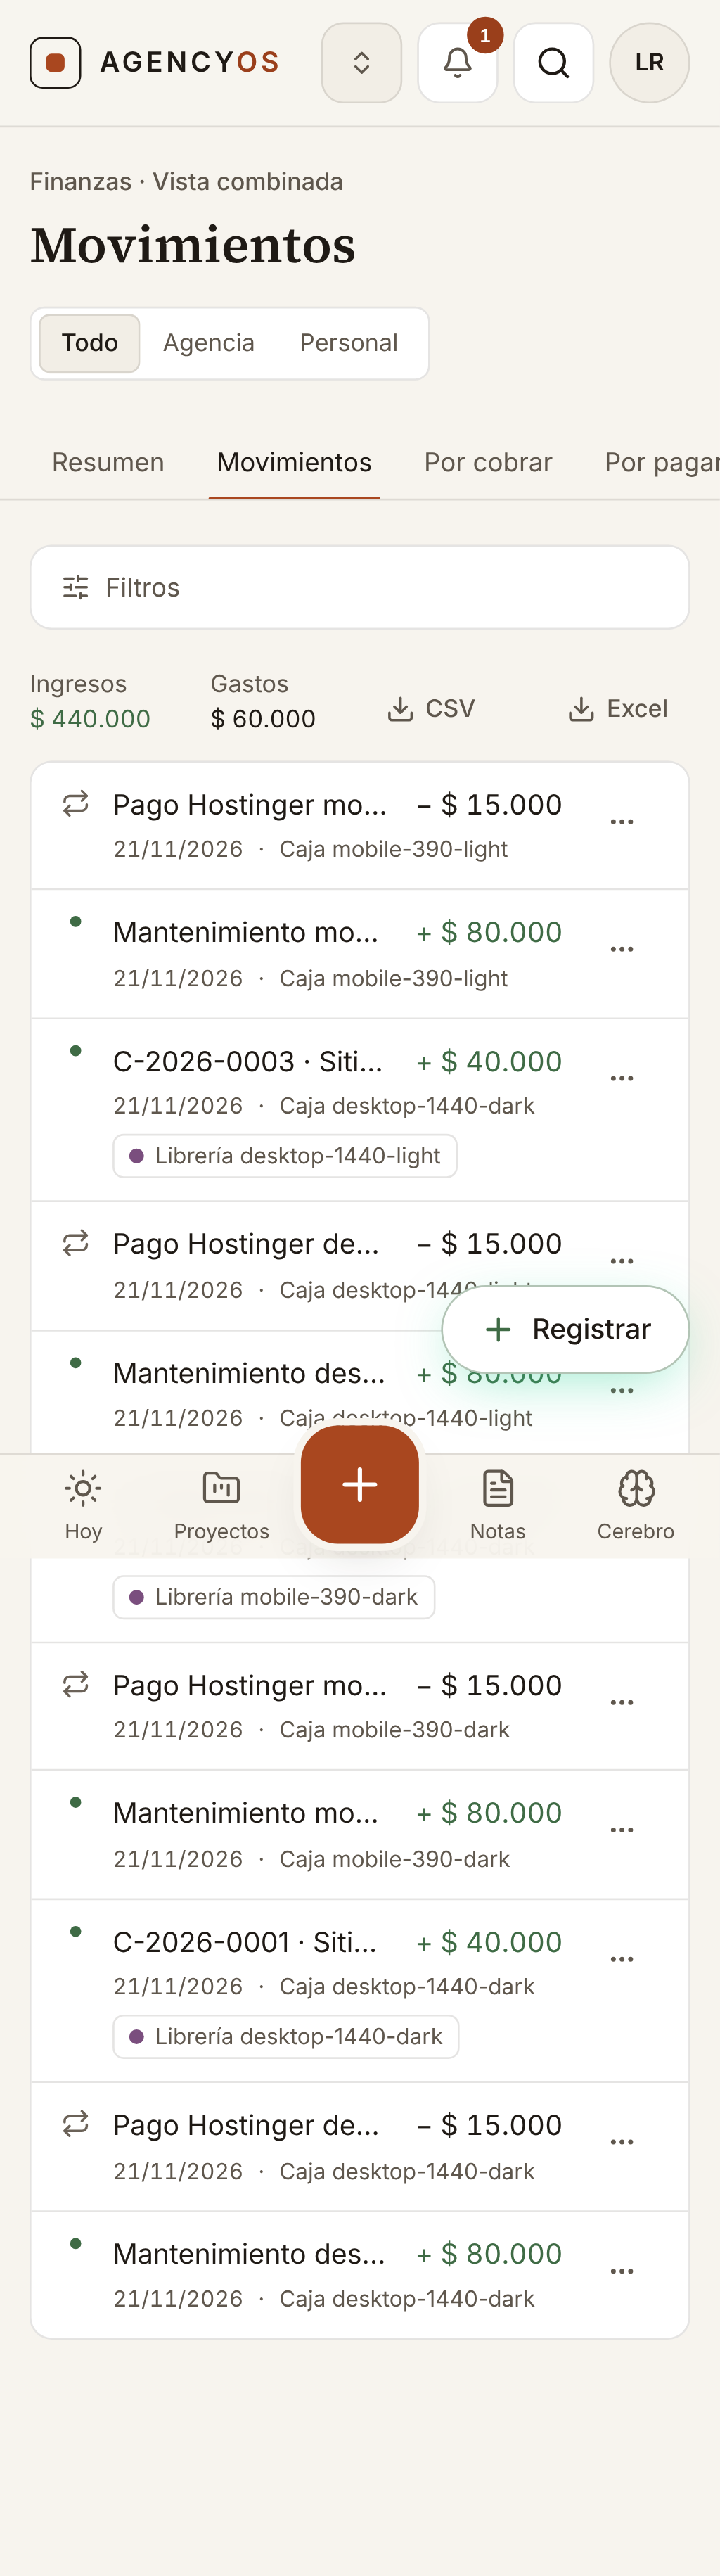 AGENCYOS
1
LR
Finanzas · Vista combinada
Movimientos
Todo Agencia Personal
Resumen Movimientos Por cobrar Por pagar
Filtros
Ingresos Gastos
$ 440.000 $ 60.000 CSV Excel
Pago Hostinger mo... − $ 15.000 ...
21/11/2026 · Caja mobile-390-light
Mantenimiento mo... + $ 80.000 ...
21/11/2026 · Caja mobile-390-light
C-2026-0003 · Siti... + $ 40.000 ...
21/11/2026 · Caja desktop-1440-dark
Librería desktop-1440-light
Pago Hostinger de... − $ 15.000 ...
21/11/2026 · Caja desktop-1440-light
Registrar
Mantenimiento des... + $ 80.000 ...
21/11/2026 · Caja desktop-1440-light
Hoy Proyectos Notas Cerebro
Librería mobile-390-dark
Pago Hostinger mo... − $ 15.000 ...
21/11/2026 · Caja mobile-390-dark
Mantenimiento mo... + $ 80.000 ...
21/11/2026 · Caja mobile-390-dark
C-2026-0001 · Siti... + $ 40.000 ...
21/11/2026 · Caja desktop-1440-dark
Librería desktop-1440-dark
Pago Hostinger de... − $ 15.000 ...
21/11/2026 · Caja desktop-1440-dark
Mantenimiento des... + $ 80.000 ...
21/11/2026 · Caja desktop-1440-dark